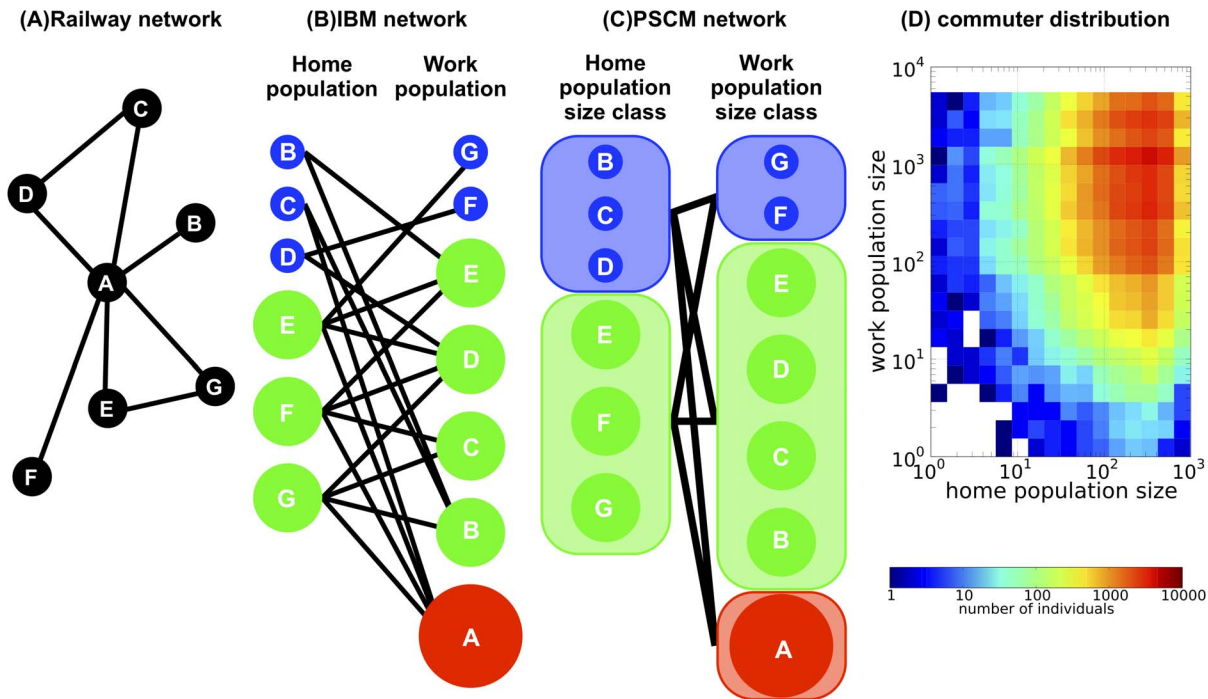 (A)Railway network
C
D
B
A
G
E
F
(B)IBM network
Home
population
Work
population
B
C
D
E
F
G
G
F
E
D
C
B
A
(C)PSCM network
Home
population
size class
Work
population
size class
B
C
D
E
F
G
G
F
E
D
C
B
A
(D) commuter distribution
work population size
10^4
10^3
10^2
10^1
10^0
10^0 10^1 10^2 10^3
home population size
1 10 100 1000 10000
number of individuals